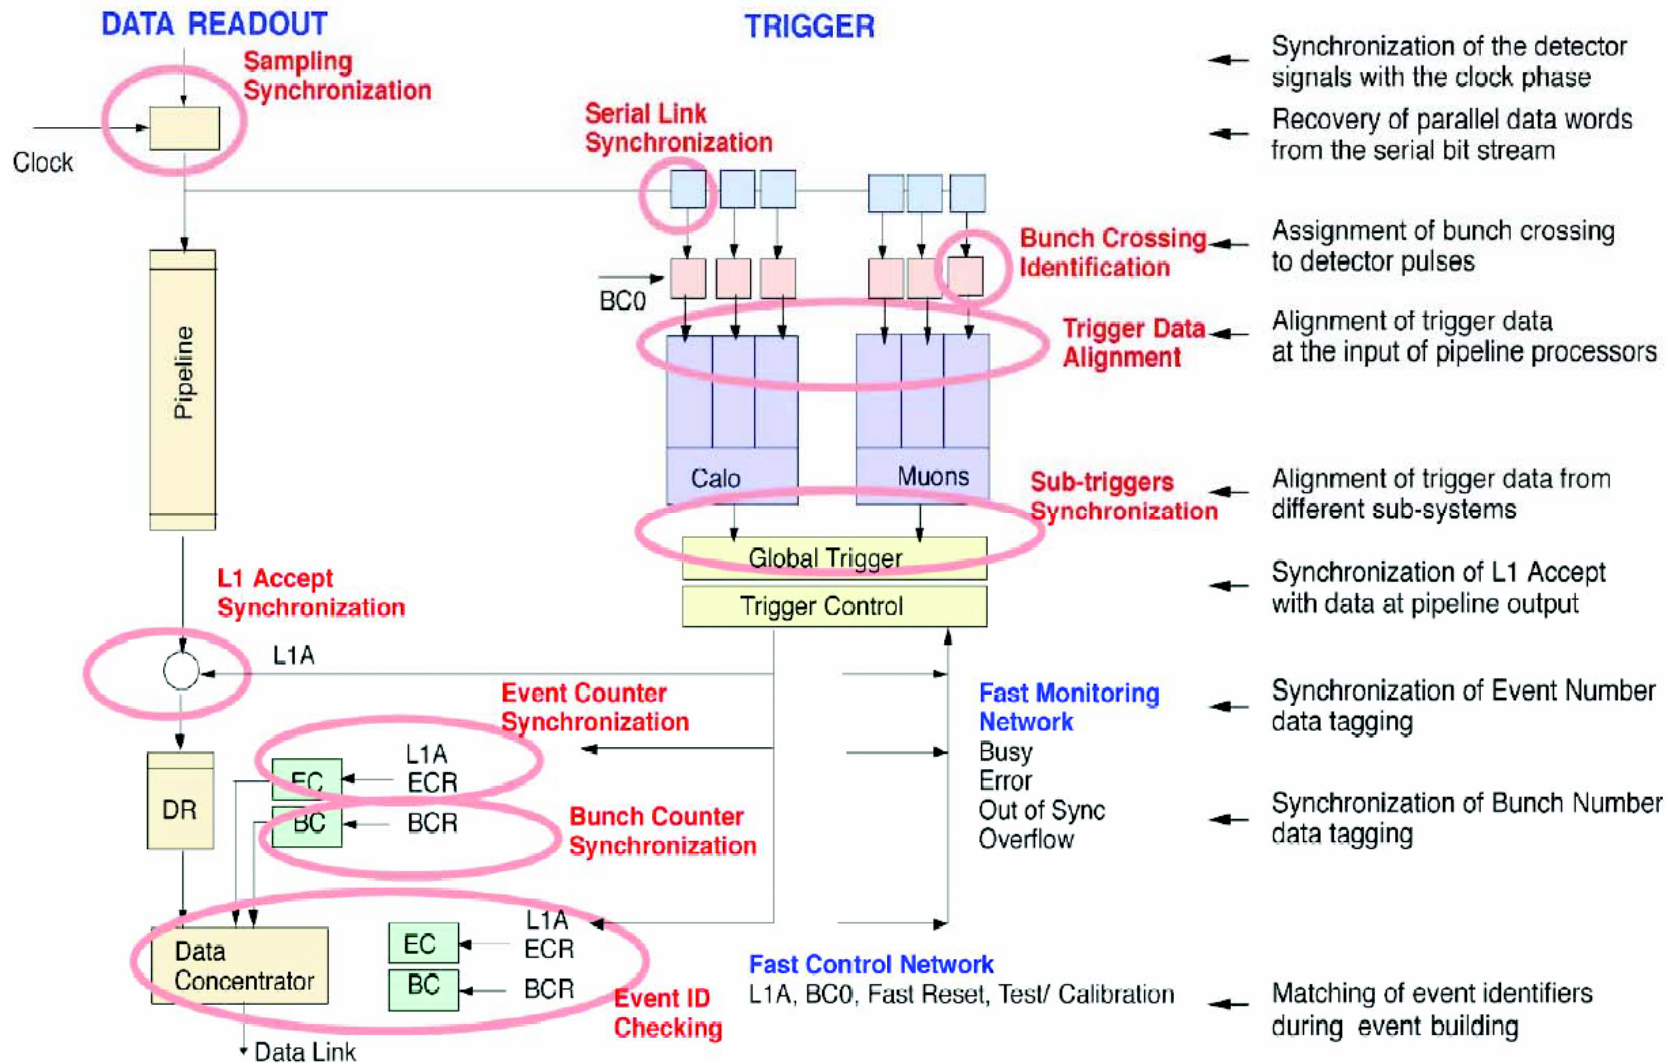 DATA READOUT
TRIGGER
Sampling
Synchronization
Clock
Serial Link
Synchronization
Synchronization of the detector
signals with the clock phase
Recovery of parallel data words
from the serial bit stream
BC0
Bunch Crossing
Identification
Assignment of bunch crossing
to detector pulses
Pipeline
Trigger Data
Alignment
Alignment of trigger data
at the input of pipeline processors
Calo
Muons
Sub-triggers
Synchronization
Alignment of trigger data from
different sub-systems
Global Trigger
Trigger Control
L1 Accept
Synchronization
Synchronization of L1 Accept
with data at pipeline output
L1A
Event Counter
Synchronization
Fast Monitoring
Network
Busy
Error
Out of Sync
Overflow
Synchronization of Event Number
data tagging
L1A
EC
ECR
DR
BC
BCR
Bunch Counter
Synchronization
Synchronization of Bunch Number
data tagging
Data
Concentrator
L1A
EC
ECR
BC
BCR
Event ID
Checking
Fast Control Network
L1A, BC0, Fast Reset, Test/ Calibration
Matching of event identifiers
during event building
Data Link